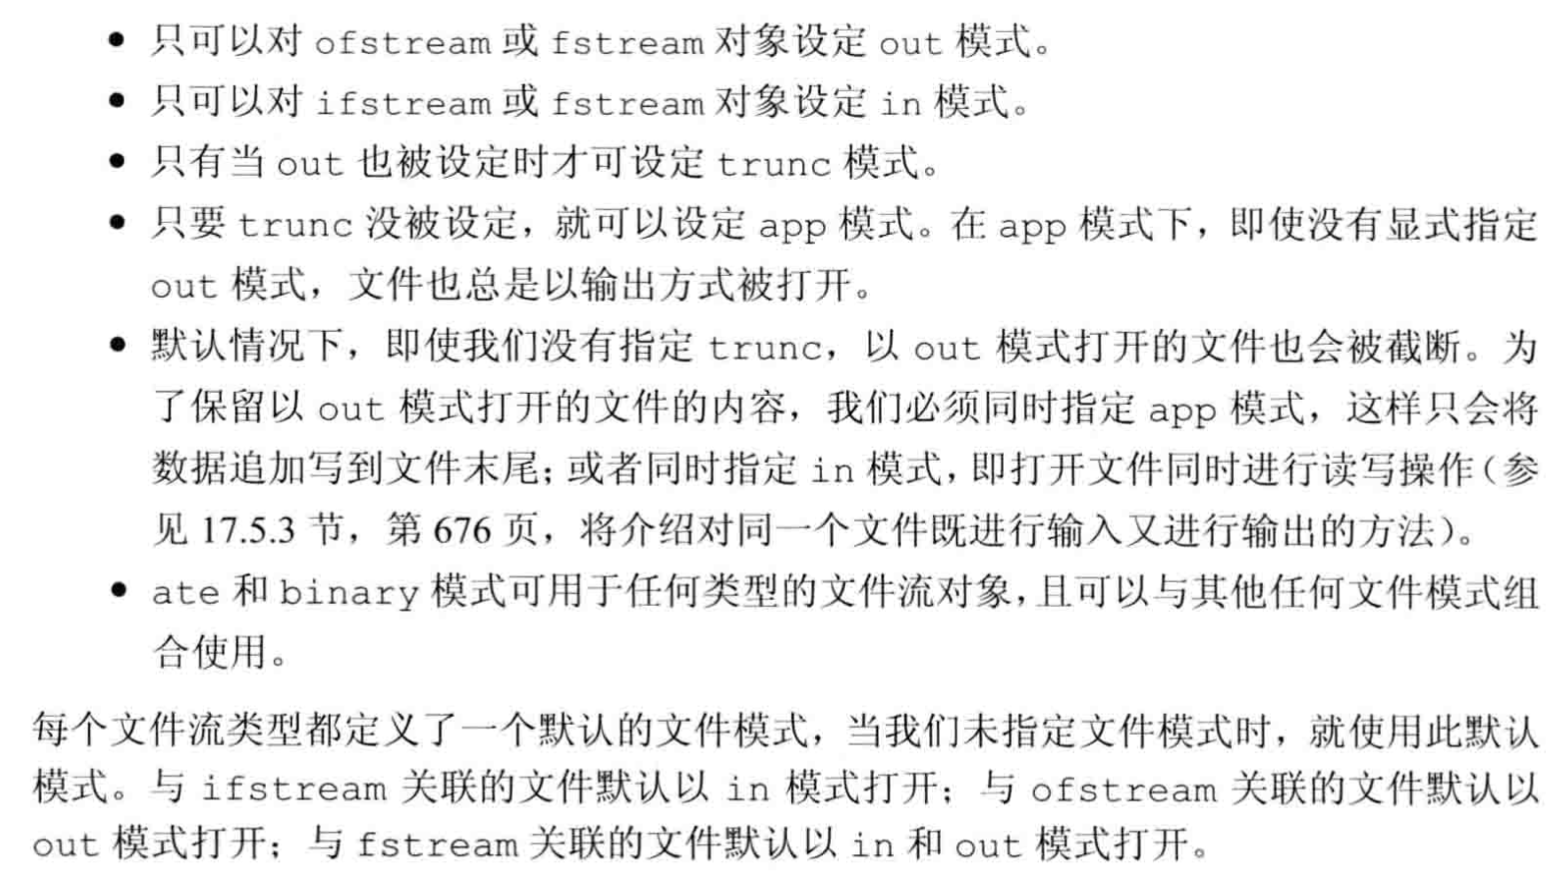 ● 只可以对 ofstream 或 fstream 对象设定 out 模式。
● 只可以对 ifstream 或 fstream 对象设定 in 模式。
● 只有当 out 也被设定时才可设定 trunc 模式。
● 只要 trunc 没被设定，就可以设定 app 模式。在 app 模式下，即使没有显式指定
out 模式，文件也总是以输出方式被打开。
● 默认情况下，即使我们没有指定 trunc，以 out 模式打开的文件也会被截断。为
了保留以 out 模式打开的文件的内容，我们必须同时指定 app 模式，这样只会将
数据追加写到文件末尾；或者同时指定 in 模式，即打开文件同时进行读写操作（参
见 17.5.3 节，第 676 页，将介绍对同一个文件既进行输入又进行输出的方法）。
● ate 和 binary 模式可用于任何类型的文件流对象，且可以与其他任何文件模式组
合使用。
每个文件流类型都定义了一个默认的文件模式，当我们未指定文件模式时，就使用此默认
模式。与 ifstream 关联的文件默认以 in 模式打开；与 ofstream 关联的文件默认以
out 模式打开；与 fstream 关联的文件默认以 in 和 out 模式打开。